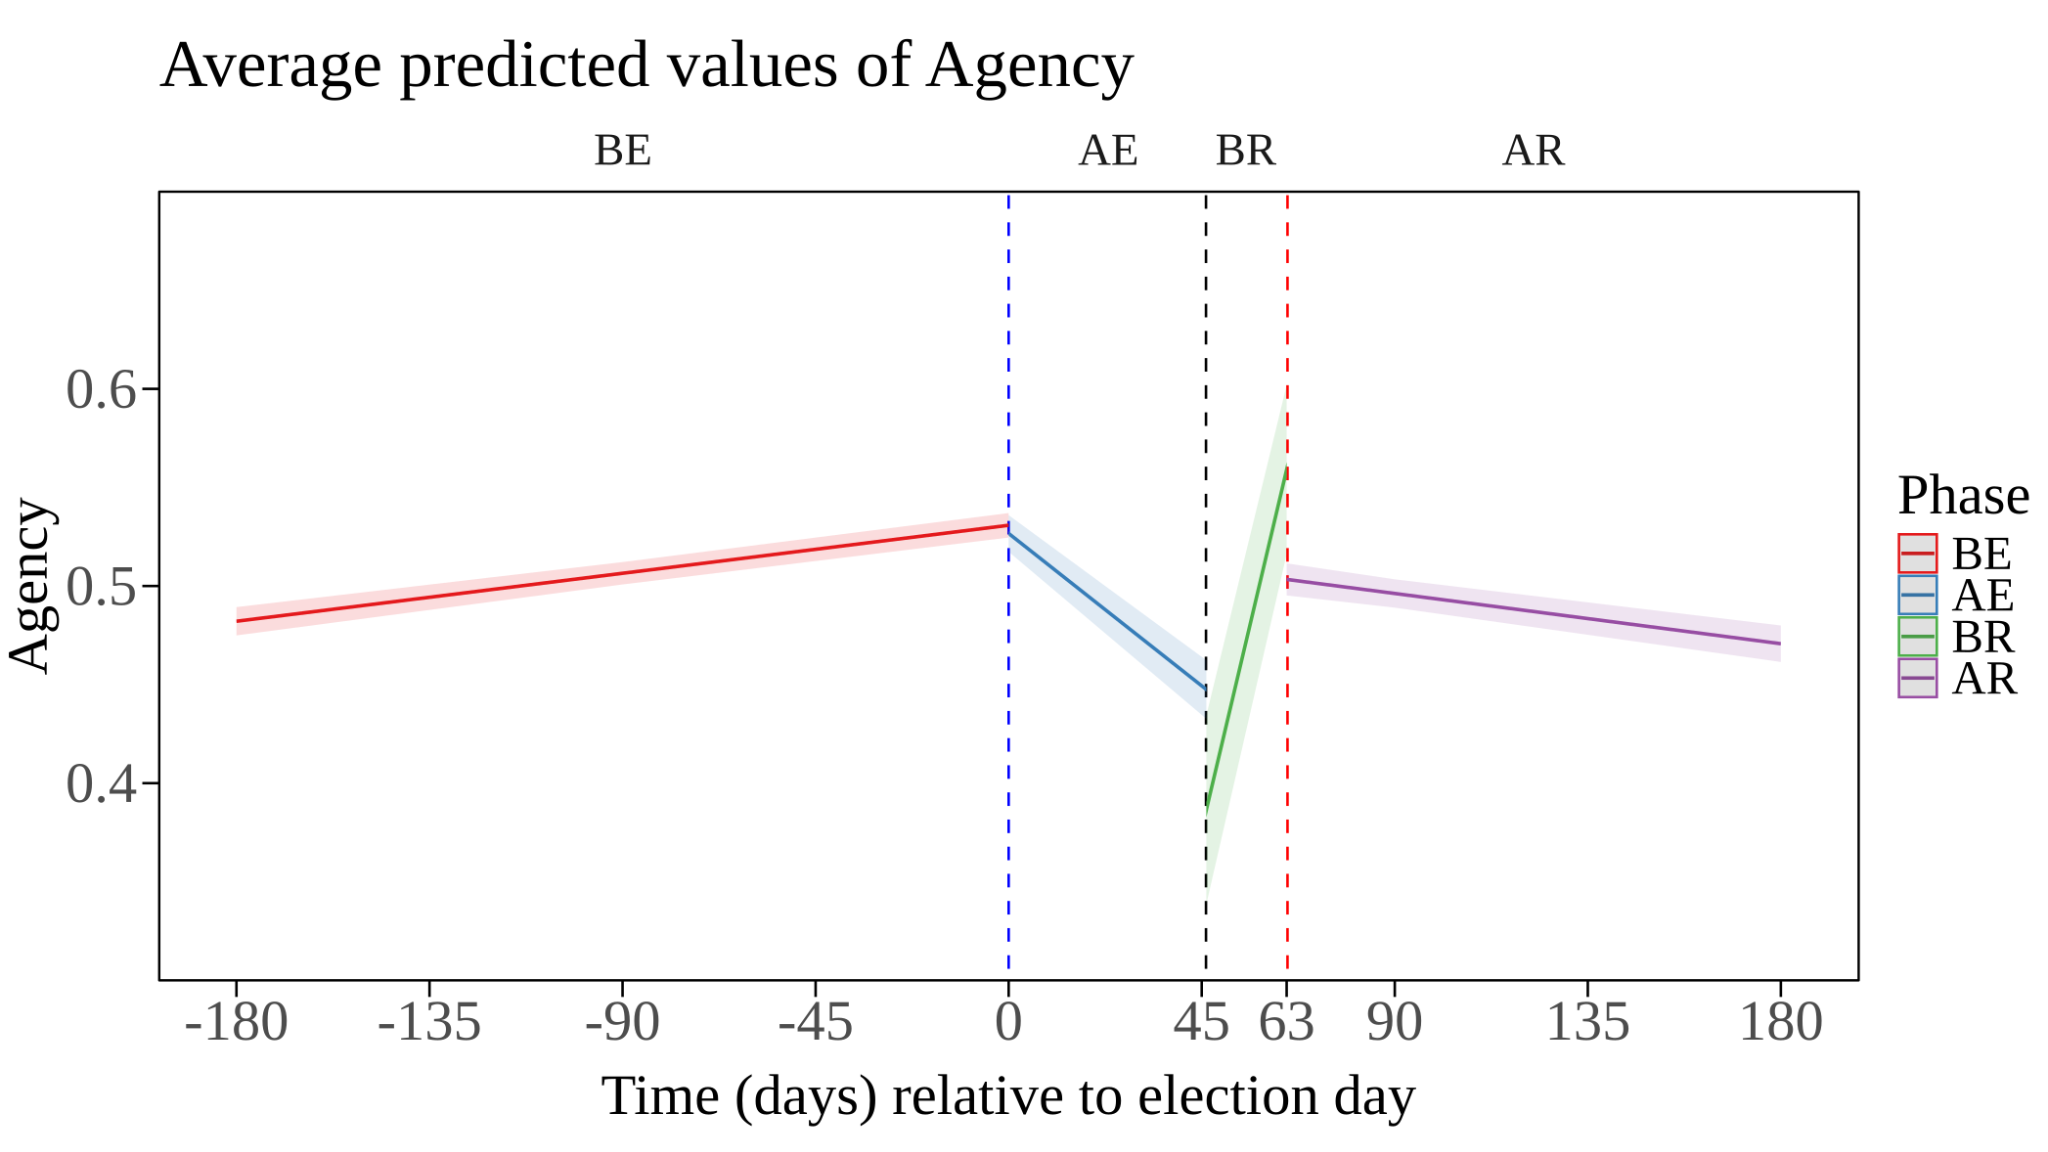 Average predicted values of Agency
BE AE BR AR
0.6
0.5
0.4
Agency
-180 -135 -90 -45 0 45 63 90 135 180
Time (days) relative to election day
Phase
BE
AE
BR
AR